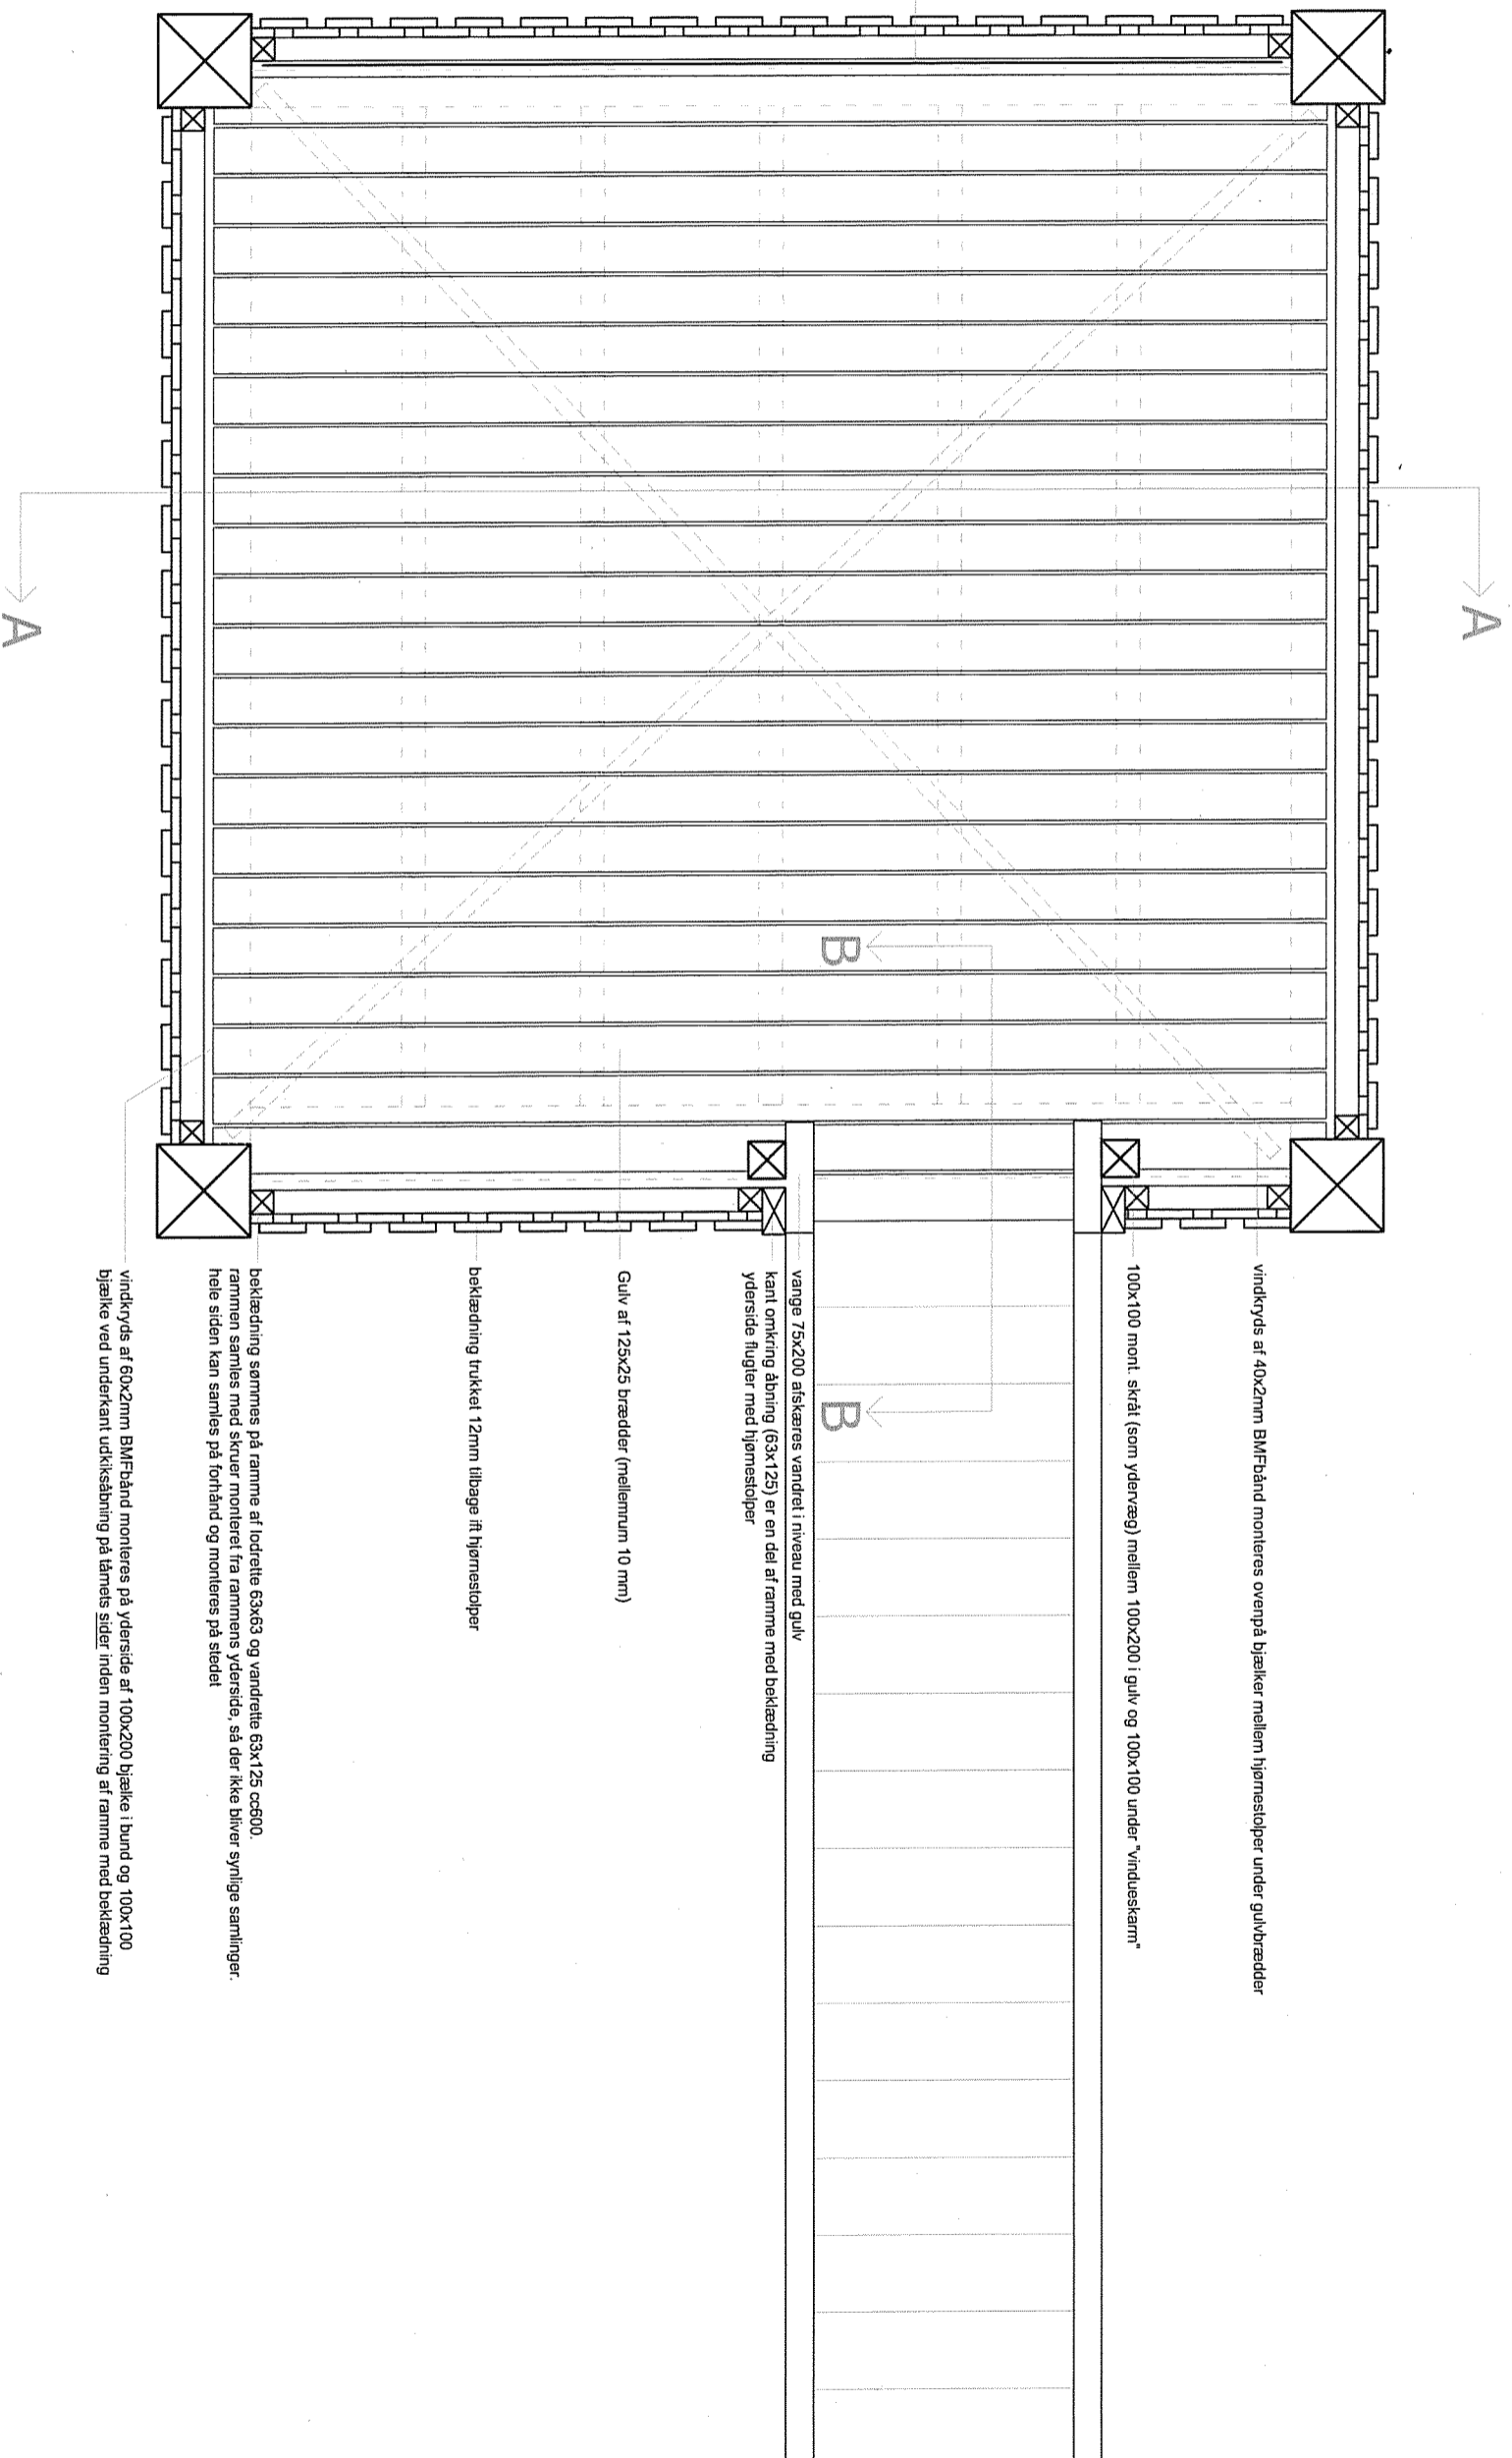 A
A
B
B
vindkryds af 40x2mm BMFbånd monteres ovenpå bjælker mellem hjørnestolper under gulvbrædder
100x100 mont. skråt (som ydervæg) mellem 100x200 i gulv og 100x100 under "vindueskarm"
vange 75x200 afskæres vandret i niveau med gulv
kant omkring åbning (63x125) er en del af ramme med beklædning
yderside flugter med hjørnestolper
Gulv af 125x25 brædder (mellemrum 10 mm)
beklædning trukket 12mm tilbage ift hjørnestolper
beklædning sømmes på ramme af lodrette 63x63 og vandrette 63x125 cc600.
rammen samles med skruer monteret fra rammens yderside, så der ikke bliver synlige samlinger.
hele siden kan samles på forhånd og monteres på stedet
vindkryds af 60x2mm BMFbånd monteres på yderside af 100x200 bjælke i bund og 100x100
bjælke ved underkant udkiksåbning på tårnets sider inden montering af ramme med beklædning